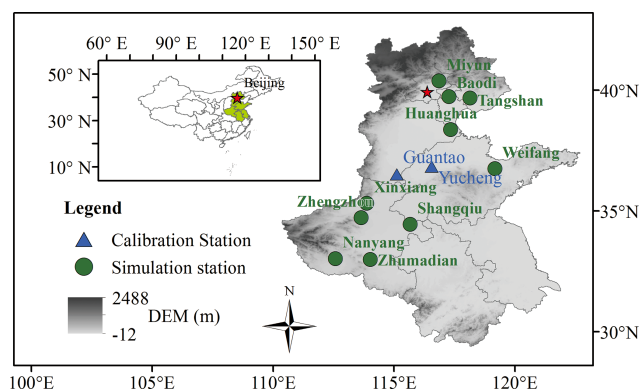 60° E 90° E 120° E 150° E
50° N
30° N
10° N
Beijing
Miyun
Baodi
Tangshan
Huanghua
Guantao
Yucheng
Weifang
Xinxiang
Zhengzhou
Shangqiu
Nanyang
Zhumadian
Legend
Calibration Station
Simulation station
2488
DEM (m)
-12
N
40°N
35°N
30°N
100°E 105°E 110°E 115°E 120°E